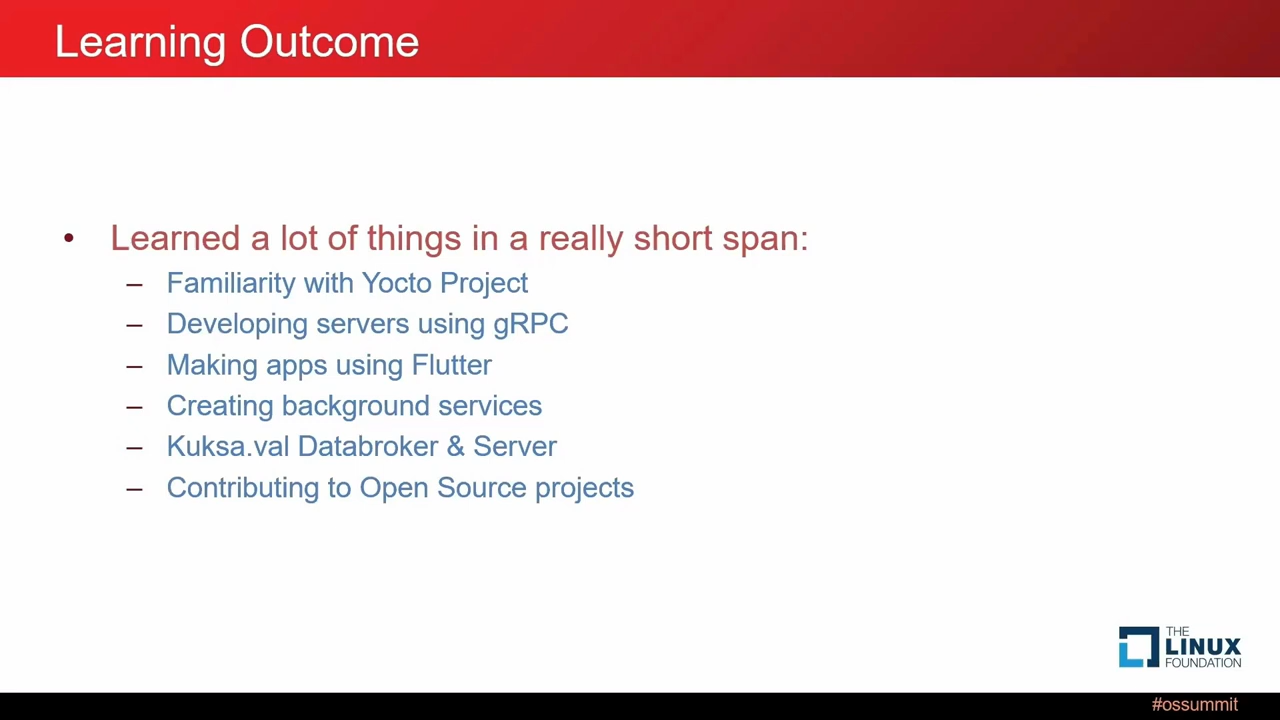 Learning Outcome
• Learned a lot of things in a really short span:
– Familiarity with Yocto Project
– Developing servers using gRPC
– Making apps using Flutter
– Creating background services
– Kuksa.val Databroker & Server
– Contributing to Open Source projects
THE
LINUX
FOUNDATION
#ossummit